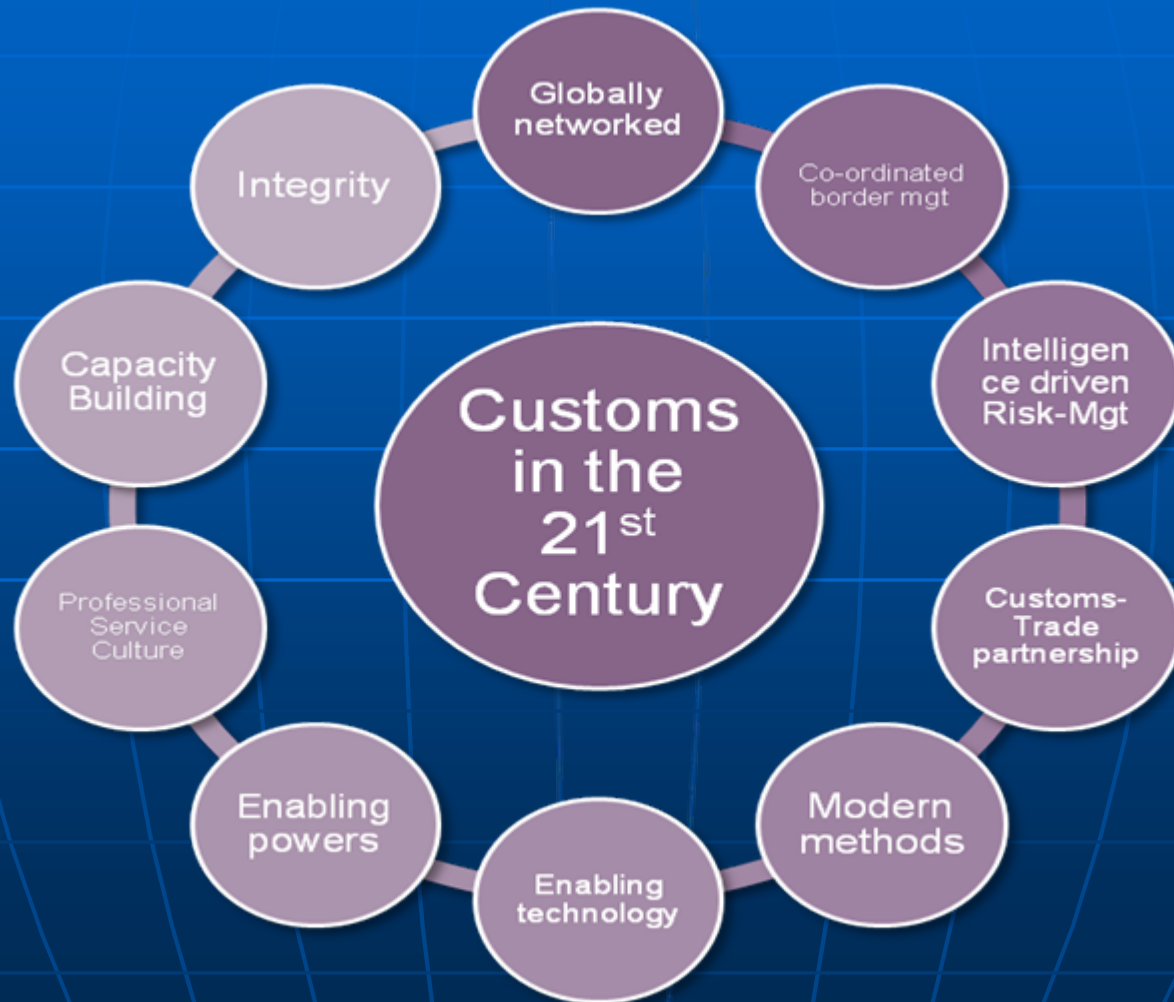 Globally
networked
Co-ordinated
border mgt
Intelligen
ce driven
Risk-Mgt
Customs-
Trade
partnership
Modern
methods
Enabling
technology
Enabling
powers
Professional
Service
Culture
Capacity
Building
Integrity
Customs
in the
21st
Century